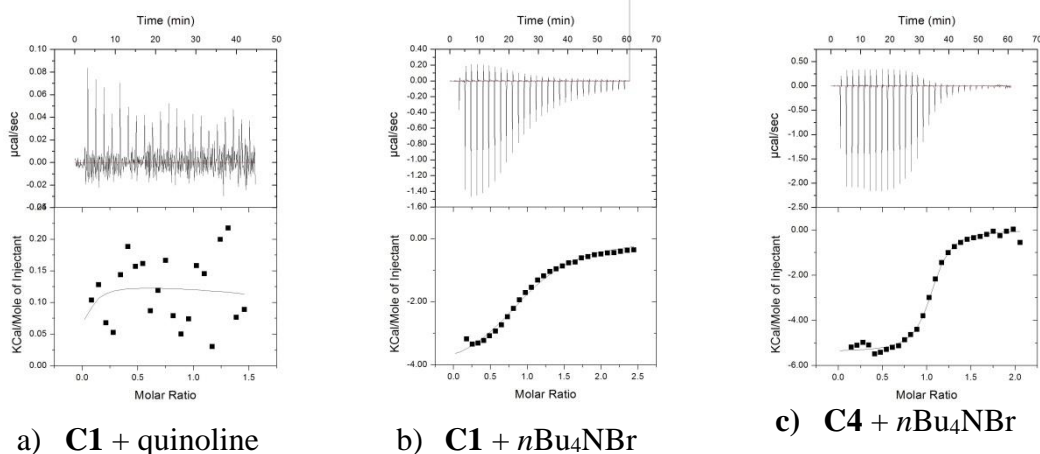 Time (min)
0 10 20 30 40 50
0.10
0.08
0.06
0.04
0.02
0.00
-0.02
µcal/sec
0.20
0.15
0.10
0.05
0.00
KCal/Mole of Injectant
0.0 0.5 1.0 1.5
Molar Ratio
a) C1 + quinoline
Time (min)
0 10 20 30 40 50 60 70
0.40
0.20
0.00
-0.20
-0.40
-0.60
-0.80
-1.00
-1.20
-1.40
-1.60
µcal/sec
0.00
-2.00
-4.00
KCal/Mole of Injectant
0.0 0.5 1.0 1.5 2.0 2.5
Molar Ratio
b) C1 + nBu₄NBr
Time (min)
0 10 20 30 40 50 60 70
0.50
0.00
-0.50
-1.00
-1.50
-2.00
-2.50
µcal/sec
0.00
-2.00
-4.00
-6.00
KCal/Mole of Injectant
0.0 0.5 1.0 1.5 2.0
Molar Ratio
c) C4 + nBu₄NBr